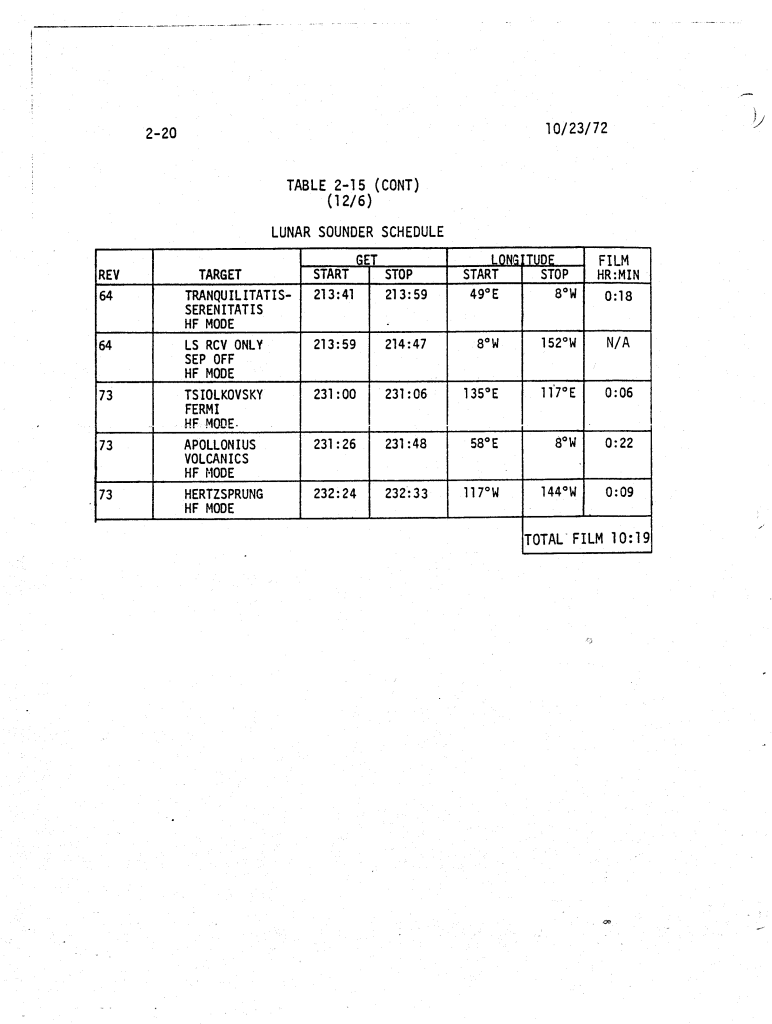 2-20 10/23/72
TABLE 2-15 (CONT)
(12/6)
LUNAR SOUNDER SCHEDULE
GET LONGITUDE FILM
REV TARGET START STOP START STOP HR:MIN
64 TRANQUILITATIS- 213:41 213:59 49°E 8°W 0:18
SERENITATIS
HF MODE
64 LS RCV ONLY 213:59 214:47 8°W 152°W N/A
SEP OFF
HF MODE
73 TSIOLKOVSKY 231:00 231:06 135°E 117°E 0:06
FERMI
HF MODE
73 APOLLONIUS 231:26 231:48 58°E 8°W 0:22
VOLCANICS
HF MODE
73 HERTZSPRUNG 232:24 232:33 117°W 144°W 0:09
HF MODE
TOTAL FILM 10:19